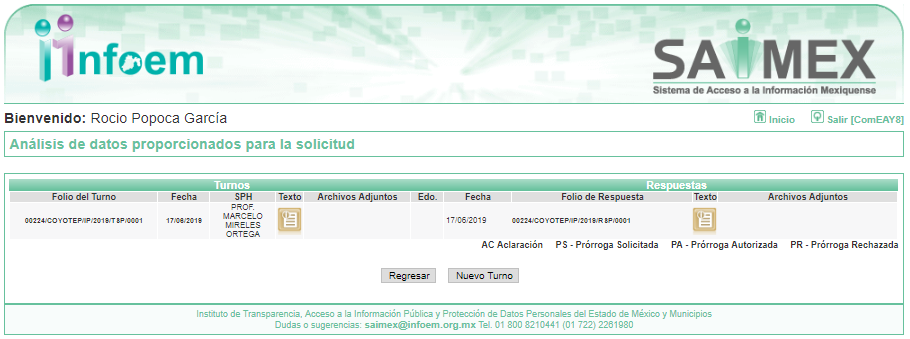 infoem
SAIMEX
Sistema de Acceso a la Información Mexiquense
Bienvenido: Rocio Popoca García
Inicio Salir [ComEAY8]
Análisis de datos proporcionados para la solicitud
Turnos Respuestas
Folio del Turno Fecha SPH Texto Archivos Adjuntos Edo. Fecha Folio de Respuesta Texto Archivos Adjuntos
00224/COYOTEP/IP/2019/TSP/0001 17/06/2019 PROF. MARCELO MIRELES ORTEGA 17/06/2019 00224/COYOTEP/IP/2019/RSP/0001
AC Aclaración PS - Prórroga Solicitada PA - Prórroga Autorizada PR - Prórroga Rechazada
Regresar Nuevo Turno
Instituto de Transparencia, Acceso a la Información Pública y Protección de Datos Personales del Estado de México y Municipios
Dudas o sugerencias: saimex@infoem.org.mx Tel. 01 800 8210441 (01 722) 2261980